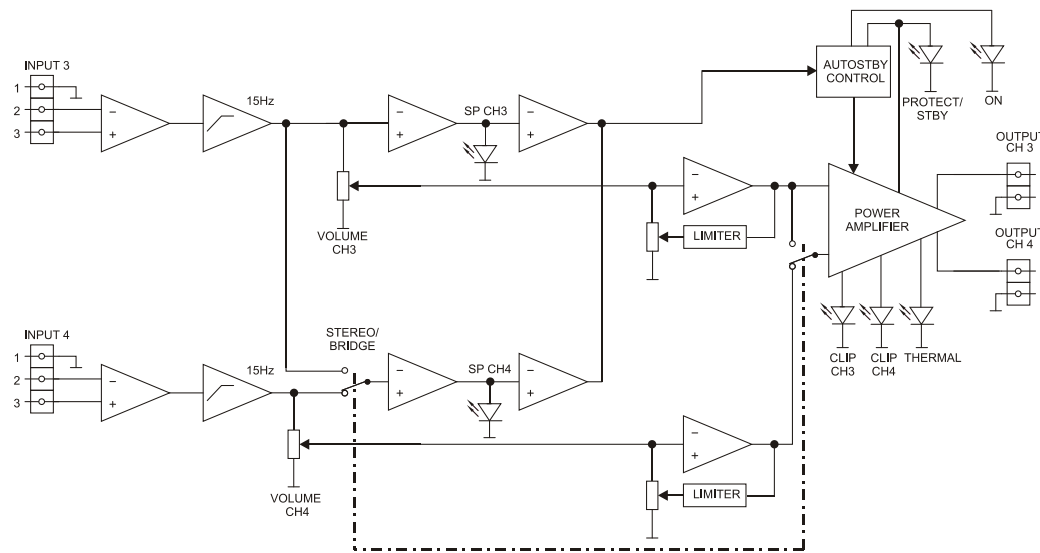 INPUT 3
1
2
3
15Hz
−
+
−
+
SP CH3
−
+
AUTOSTBY
CONTROL
PROTECT/
STBY
ON
VOLUME
CH3
−
+
LIMITER
POWER
AMPLIFIER
OUTPUT
CH 3
OUTPUT
CH 4
CLIP
CH3
CLIP
CH4
THERMAL
INPUT 4
1
2
3
15Hz
−
+
STEREO/
BRIDGE
−
+
SP CH4
−
+
VOLUME
CH4
−
+
LIMITER